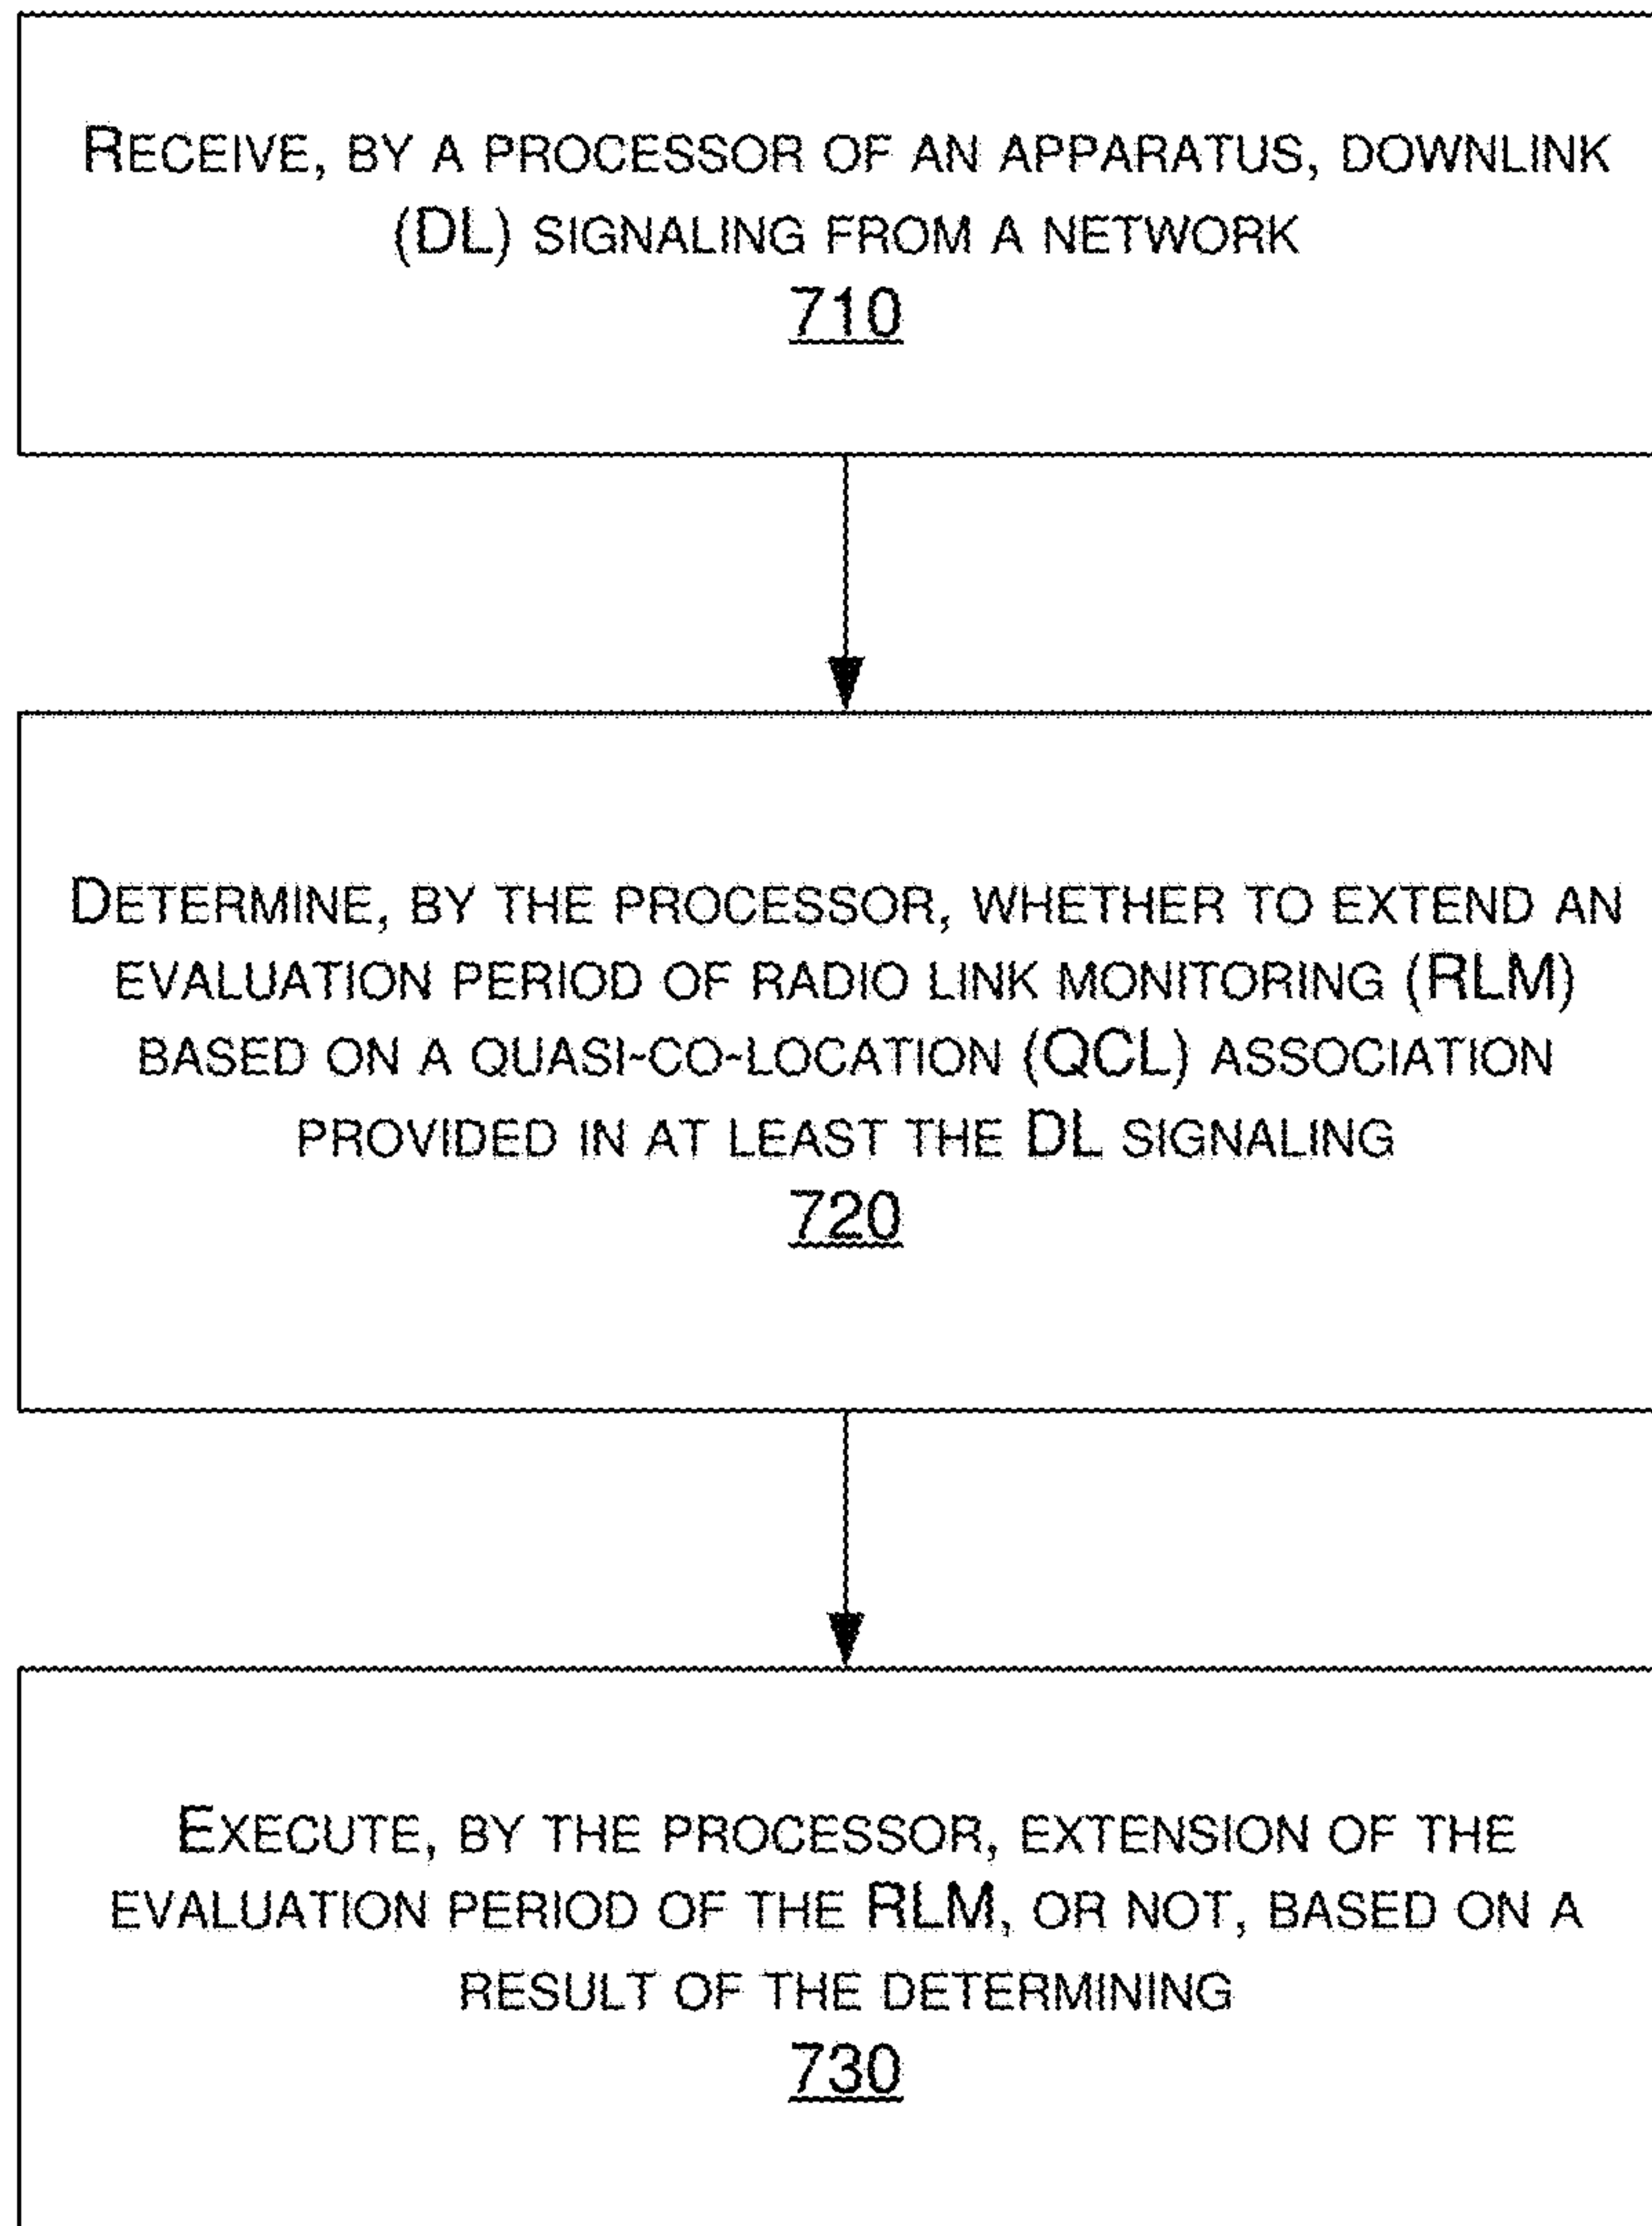 RECEIVE, BY A PROCESSOR OF AN APPARATUS, DOWNLINK
(DL) SIGNALING FROM A NETWORK
710
DETERMINE, BY THE PROCESSOR, WHETHER TO EXTEND AN
EVALUATION PERIOD OF RADIO LINK MONITORING (RLM)
BASED ON A QUASI-CO-LOCATION (QCL) ASSOCIATION
PROVIDED IN AT LEAST THE DL SIGNALING
720
EXECUTE, BY THE PROCESSOR, EXTENSION OF THE
EVALUATION PERIOD OF THE RLM, OR NOT, BASED ON A
RESULT OF THE DETERMINING
730